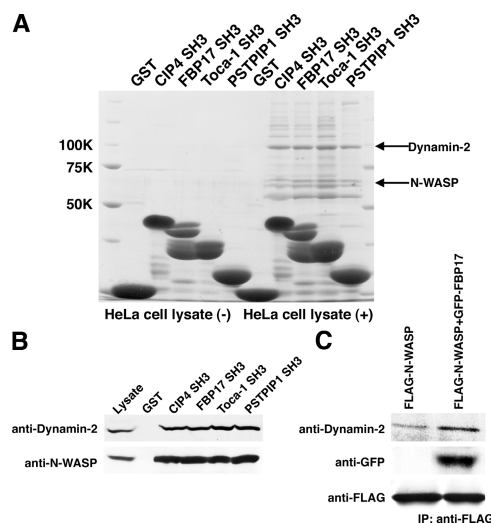 A
GST
CIP4 SH3
FBP17 SH3
Toca-1 SH3
PSTPIP1 SH3
GST
CIP4 SH3
FBP17 SH3
Toca-1 SH3
PSTPIP1 SH3
100K
75K
50K
Dynamin-2
N-WASP
HeLa cell lysate (-) HeLa cell lysate (+)
B
Lysate
GST
CIP4 SH3
FBP17 SH3
Toca-1 SH3
PSTPIP1 SH3
anti-Dynamin-2
anti-N-WASP
C
FLAG-N-WASP
FLAG-N-WASP+GFP-FBP17
anti-Dynamin-2
anti-GFP
anti-FLAG
IP: anti-FLAG